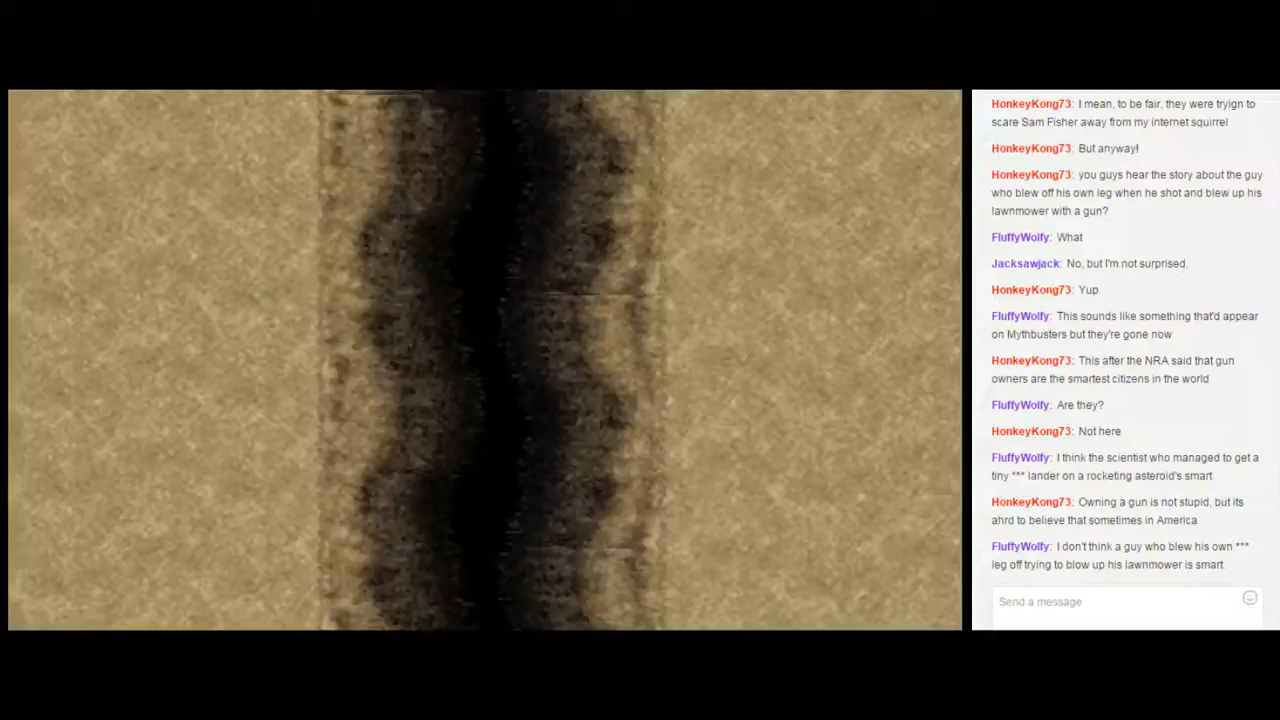 HonkeyKong73: I mean, to be fair, they were tryign to
scare Sam Fisher away from my internet squirrel
HonkeyKong73: But anyway!
HonkeyKong73: you guys hear the story about the guy
who blew off his own leg when he shot and blew up his
lawnmower with a gun?
FluffyWolfy: What
Jacksawjack: No, but I'm not surprised.
HonkeyKong73: Yup
FluffyWolfy: This sounds like something that'd appear
on Mythbusters but they're gone now
HonkeyKong73: This after the NRA said that gun
owners are the smartest citizens in the world
FluffyWolfy: Are they?
HonkeyKong73: Not here
FluffyWolfy: I think the scientist who managed to get a
tiny *** lander on a rocketing asteroid's smart
HonkeyKong73: Owning a gun is not stupid, but its
ahrd to believe that sometimes in America
FluffyWolfy: I don't think a guy who blew his own ***
leg off trying to blow up his lawnmower is smart
Send a message